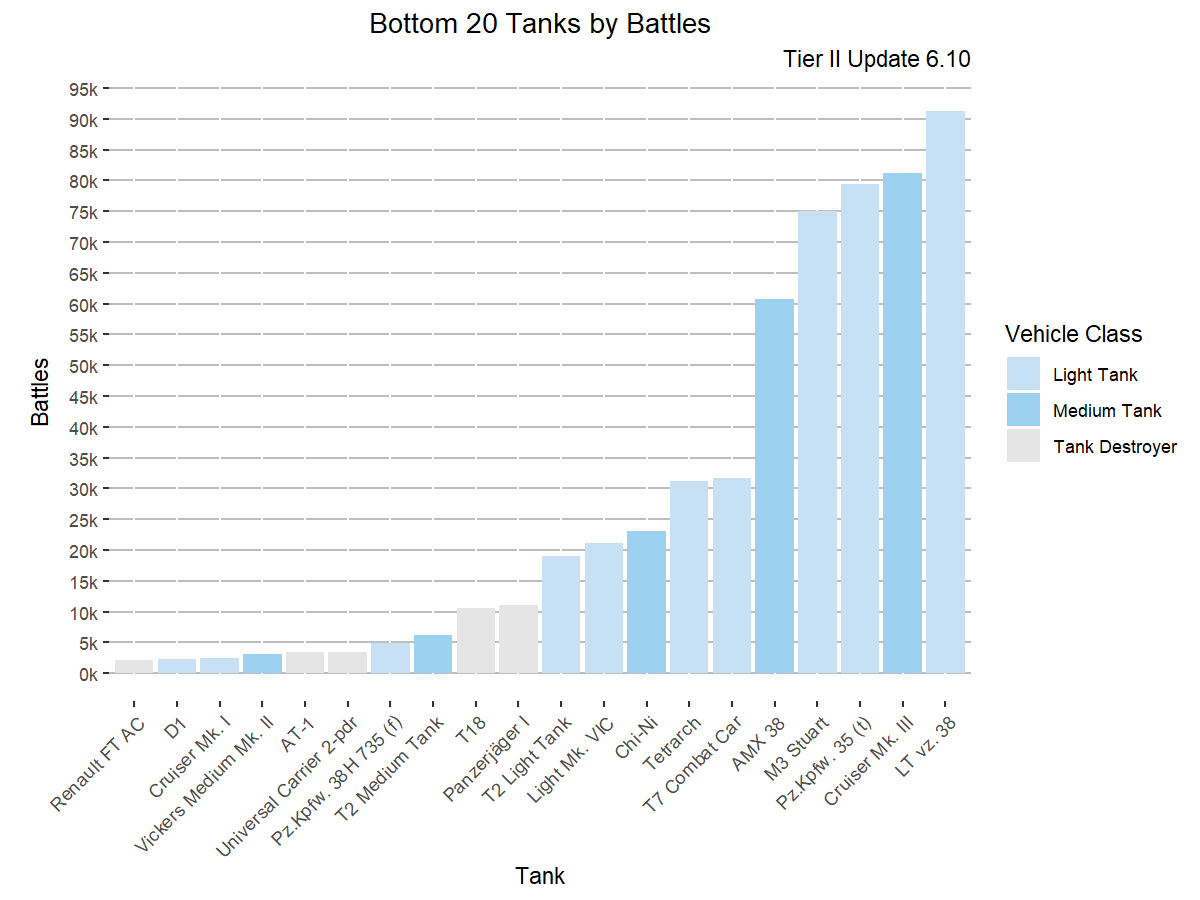 Bottom 20 Tanks by Battles
Tier II Update 6.10
95k
90k
85k
80k
75k
70k
65k
60k
55k
50k
45k
40k
35k
30k
25k
20k
15k
10k
5k
0k
Battles
Renault FT AC
D1
Cruiser Mk. I
Vickers Medium Mk. II
AT-1
Universal Carrier 2-pdr
Pz.Kpfw. 38H 735 (f)
T2 Medium Tank
T18
Panzerjäger I
T2 Light Tank
Light Mk. VIC
Chi-Ni
Tetrarch
T7 Combat Car
AMX 38
M3 Stuart
Pz.Kpfw. 35 (t)
Cruiser Mk. III
LT vz. 38
Tank
Vehicle Class
Light Tank
Medium Tank
Tank Destroyer